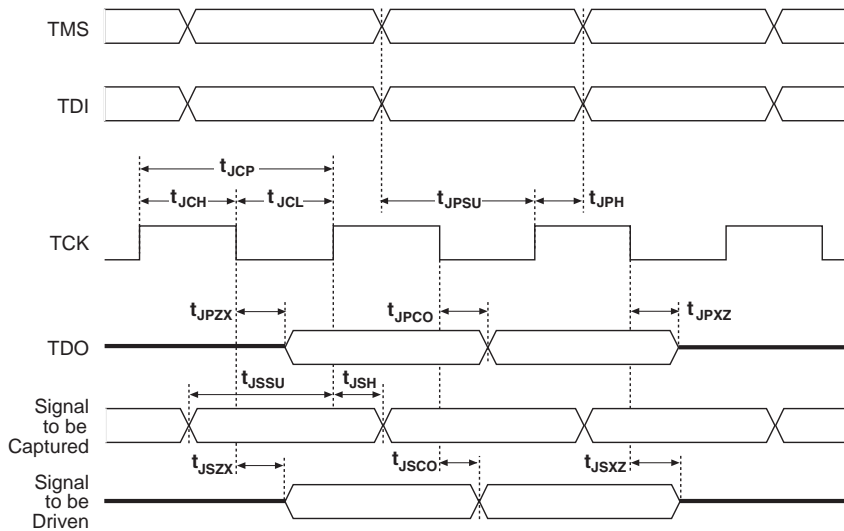 TMS
TDI
tJCP
tJCH
tJCL
tJPSU
tJPH
TCK
tJPZX
tJPCO
tJPXZ
TDO
tJSSU
tJSH
Signal
to be
Captured
tJSZX
tJSCO
tJSXZ
Signal
to be
Driven